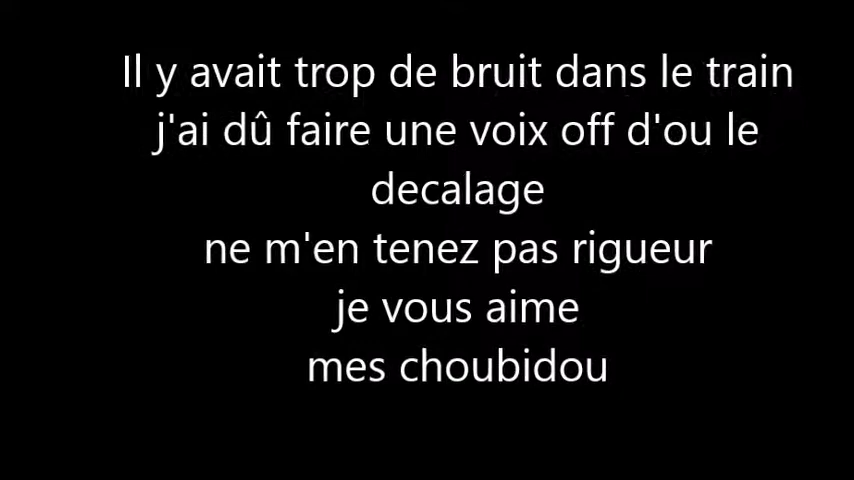 Il y avait trop de bruit dans le train
j'ai dû faire une voix off d'ou le
decalage
ne m'en tenez pas rigueur
je vous aime
mes choubidou